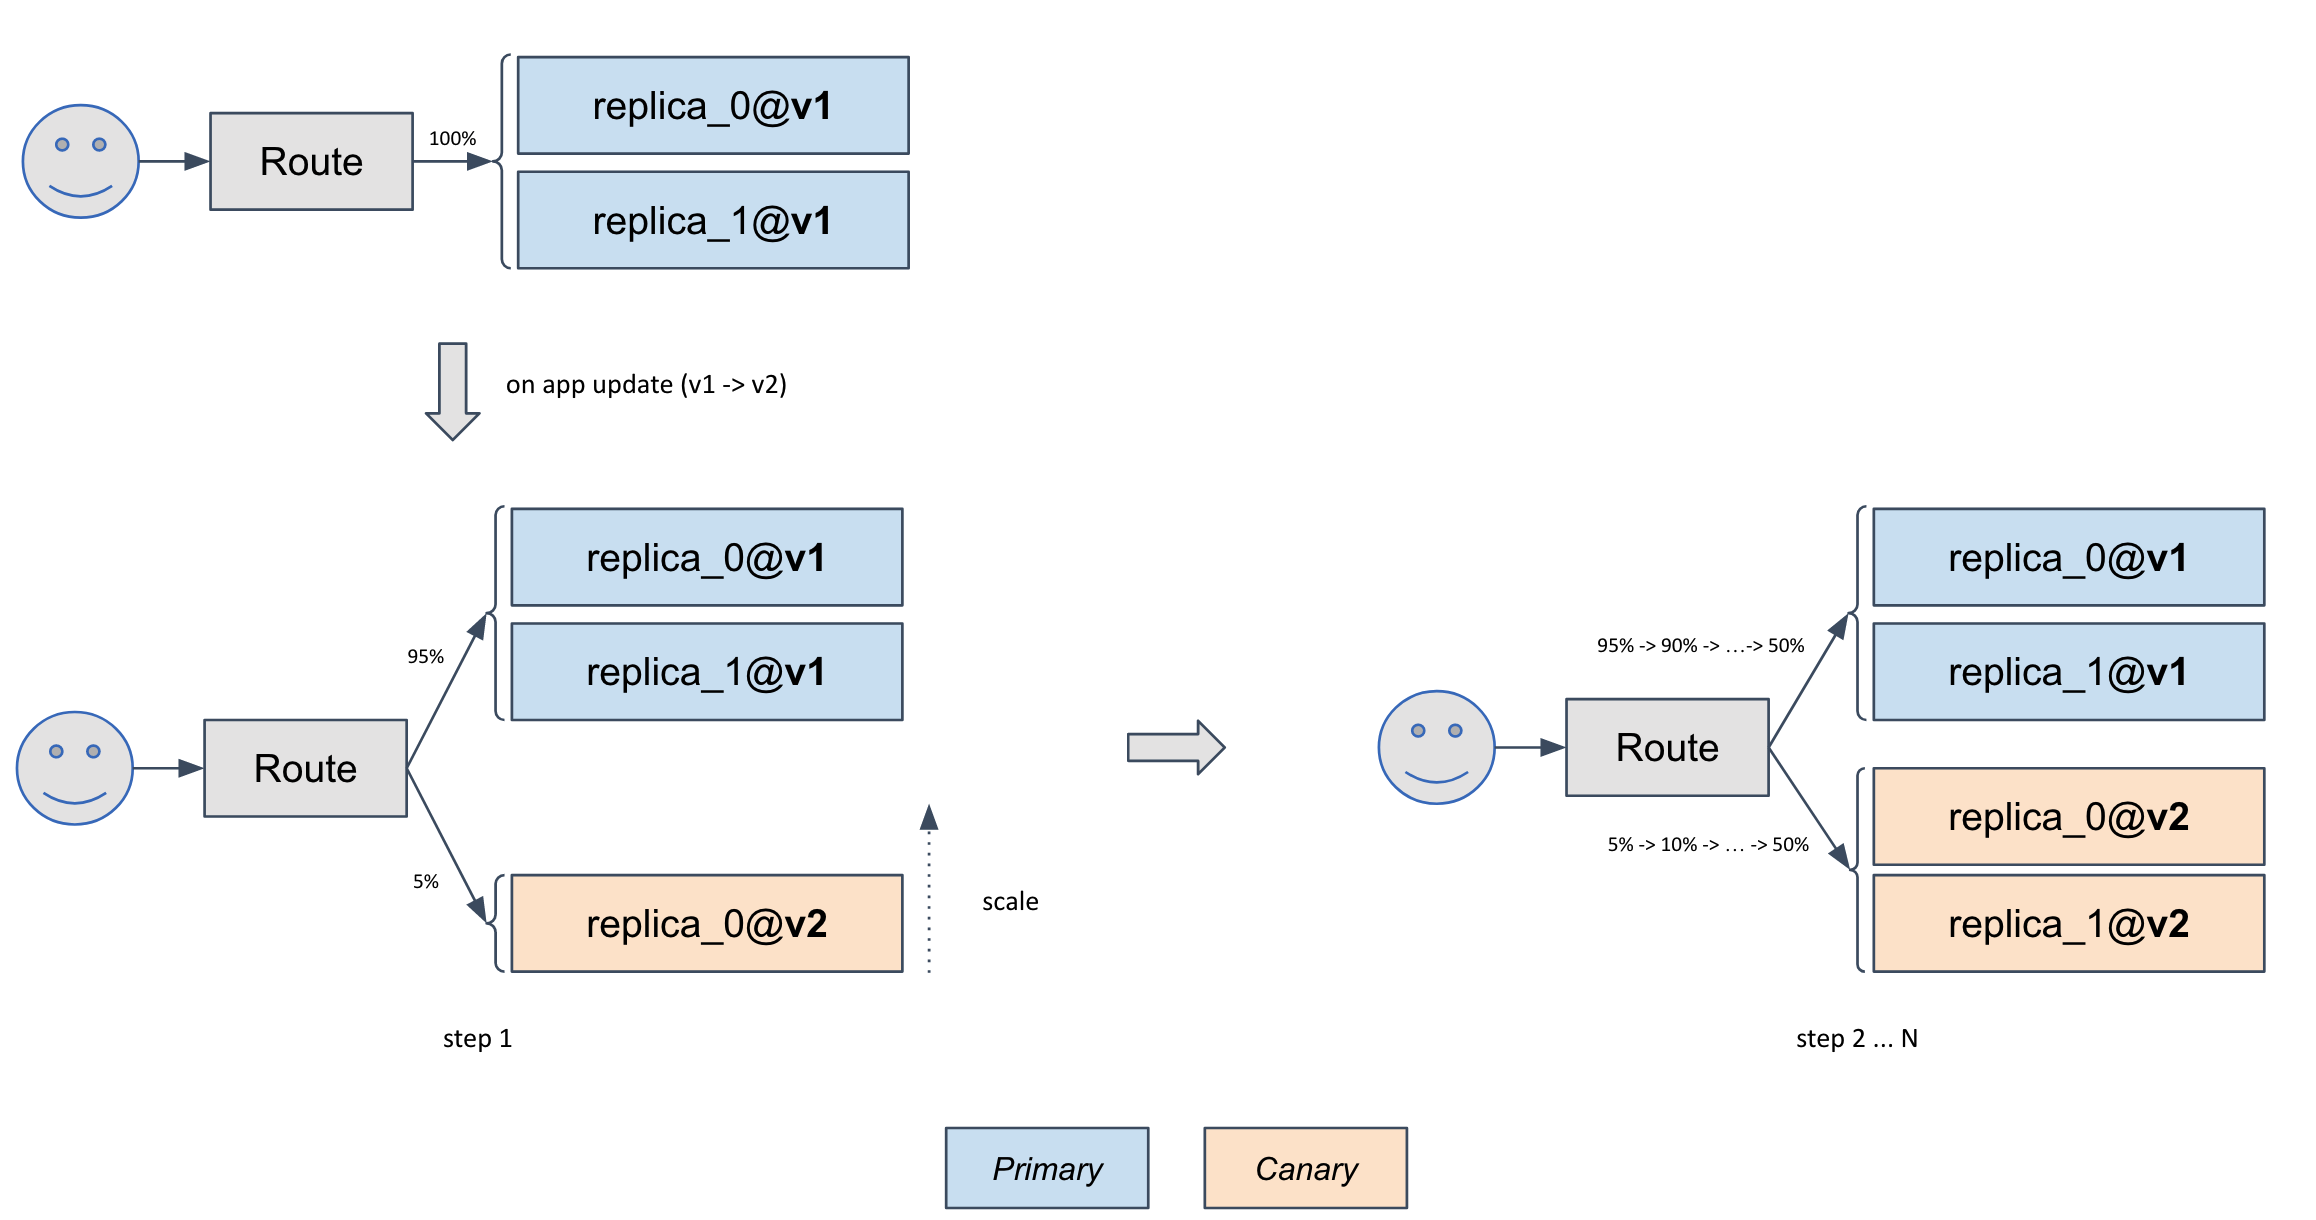 replica_0@v1
Route
100%
replica_1@v1
on app update (v1 -> v2)
replica_0@v1
95%
replica_1@v1
Route
5%
replica_0@v2
scale
step 1
replica_0@v1
95% -> 90% -> …-> 50%
replica_1@v1
Route
5% -> 10% -> … -> 50%
replica_0@v2
replica_1@v2
step 2 ... N
Primary
Canary